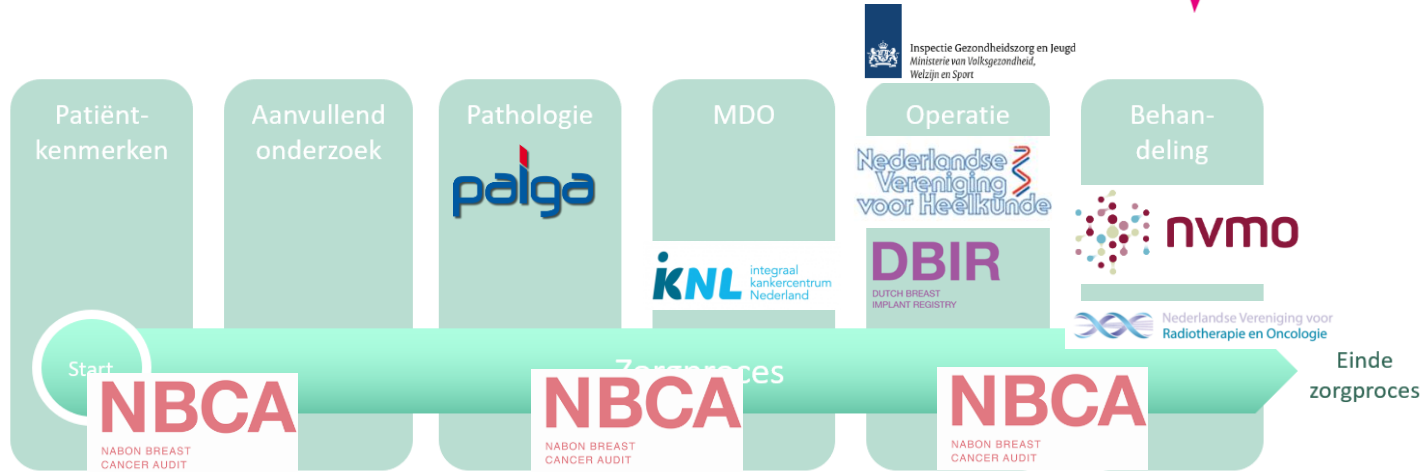 Inspectie Gezondheidszorg en Jeugd
Ministerie van Volksgezondheid,
Welzijn en Sport
Patiënt-
kenmerken
Aanvullend
onderzoek
Pathologie
palga
MDO
iKNL integraal
kankercentrum
Nederland
Operatie
Nederlandse
Vereniging
voor Heelkunde
DBIR
DUTCH BREAST
IMPLANT REGISTRY
Behan-
deling
nvmo
Nederlandse Vereniging voor
Radiotherapie en Oncologie
Start
Zorgproces
Einde
zorgproces
NBCA
NABON BREAST
CANCER AUDIT
NBCA
NABON BREAST
CANCER AUDIT
NBCA
NABON BREAST
CANCER AUDIT